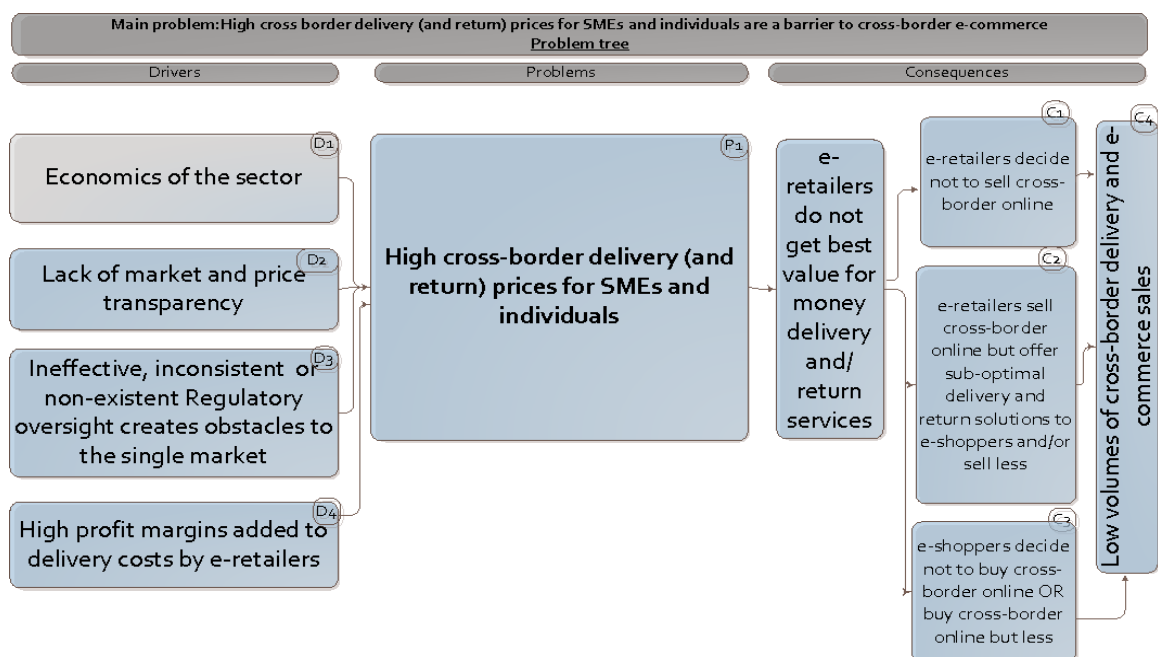 Main problem: High cross border delivery (and return) prices for SMEs and individuals are a barrier to cross-border e-commerce
Problem tree
Drivers
Problems
Consequences
D1
Economics of the sector
D2
Lack of market and price
transparency
D3
Ineffective, inconsistent or
non-existent Regulatory
oversight creates obstacles to
the single market
D4
High profit margins added to
delivery costs by e-retailers
P1
High cross-border delivery (and
return) prices for SMEs and
individuals
e-
retailers
do not
get best
value for
money
delivery
and/
return
services
C1
e-retailers decide
not to sell cross-
border online
C2
e-retailers sell
cross-border
online but offer
sub-optimal
delivery and
return solutions to
e-shoppers and/or
sell less
C3
e-shoppers decide
not to buy cross-
border online OR
buy cross-border
online but less
C4
Low volumes of cross-border delivery and e-
commerce sales